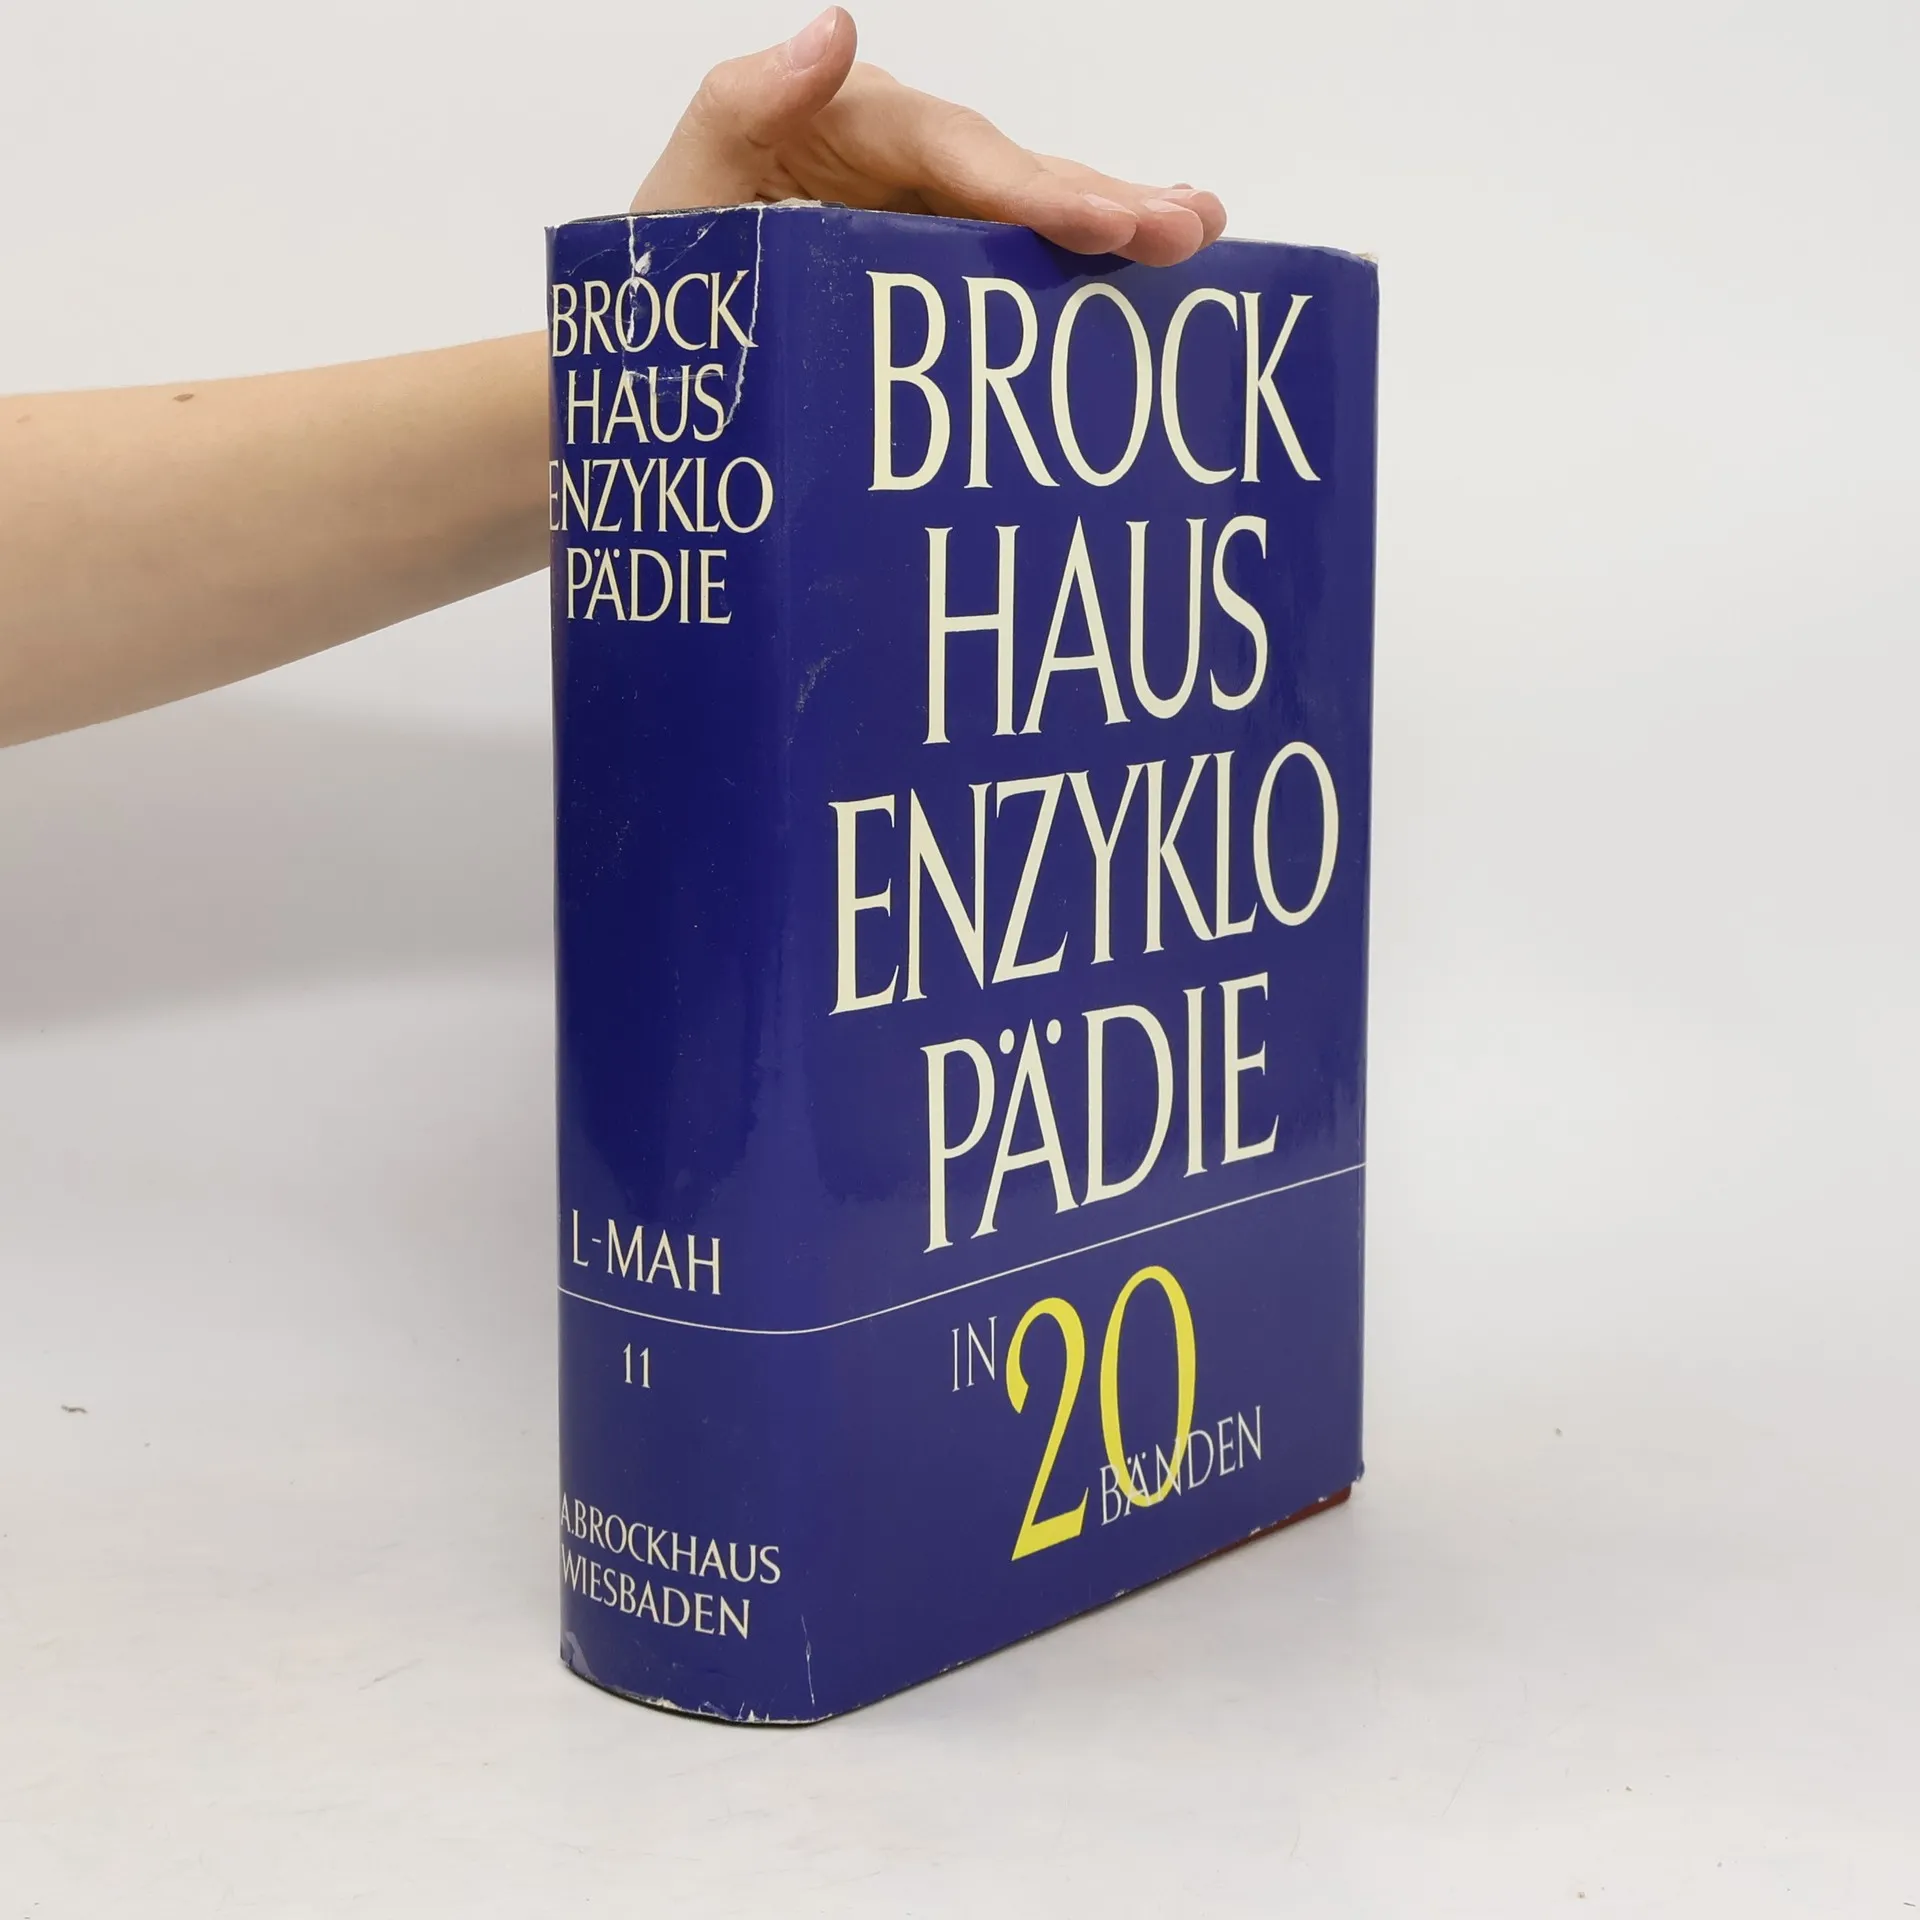 BROCK
HAUS
ENZYKLO
PÄDIE
L-MAH
11
A.BROCKHAUS
WIESBADEN
BROCK
HAUS
ENZYKLO
PÄDIE
IN 20
BÄNDEN